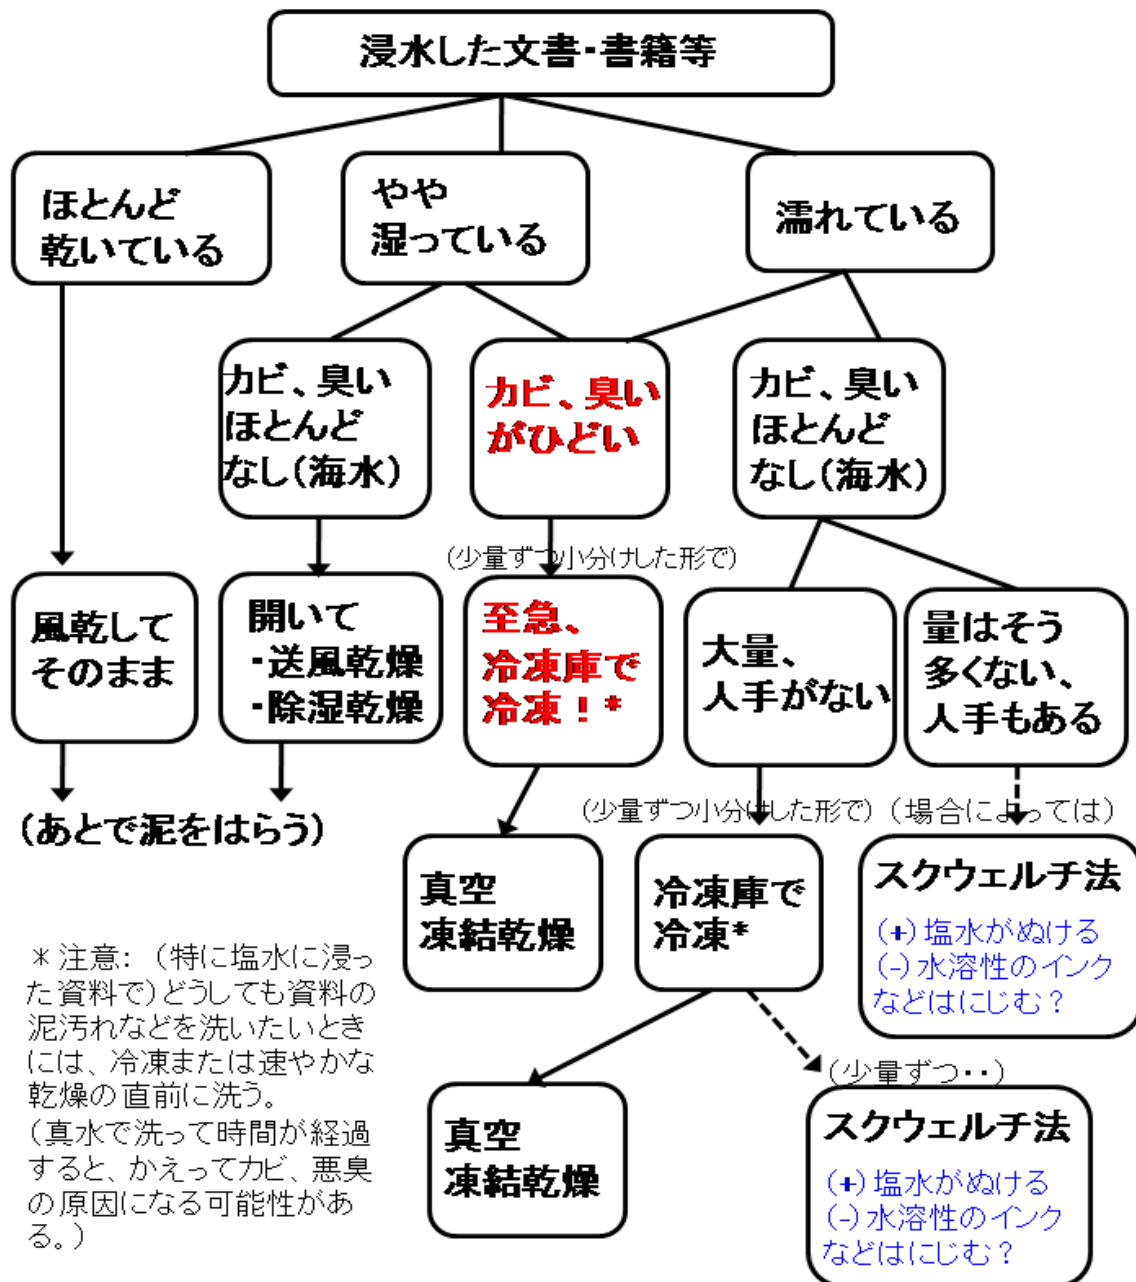 浸水した文書・書籍等
ほとんど
乾いている
やや
湿っている
濡れている
カビ、臭い
ほとんど
なし(海水)
カビ、臭い
がひどい
カビ、臭い
ほとんど
なし(海水)
(少量ずつ小分けした形で)
風乾して
そのまま
開いて
・送風乾燥
・除湿乾燥
至急、
冷凍庫で
冷凍！*
大量、
人手がない
量はそう
多くない、
人手もある
(あとで泥をはらう)
(少量ずつ小分けした形で)
(場合によっては)
真空
凍結乾燥
冷凍庫で
冷凍*
スクウェルチ法
(+)塩水がぬける
(-)水溶性のインク
などはにじむ？
＊注意: （特に塩水に浸っ
た資料で)どうしても資料の
泥汚れなどを洗いたいとき
には、冷凍または速やかな
乾燥の直前に洗う。
（真水で洗って時間が経過
すると、かえってカビ、悪臭
の原因になる可能性があ
る。）
(少量ずつ・・)
真空
凍結乾燥
スクウェルチ法
(+)塩水がぬける
(-)水溶性のインク
などはにじむ？